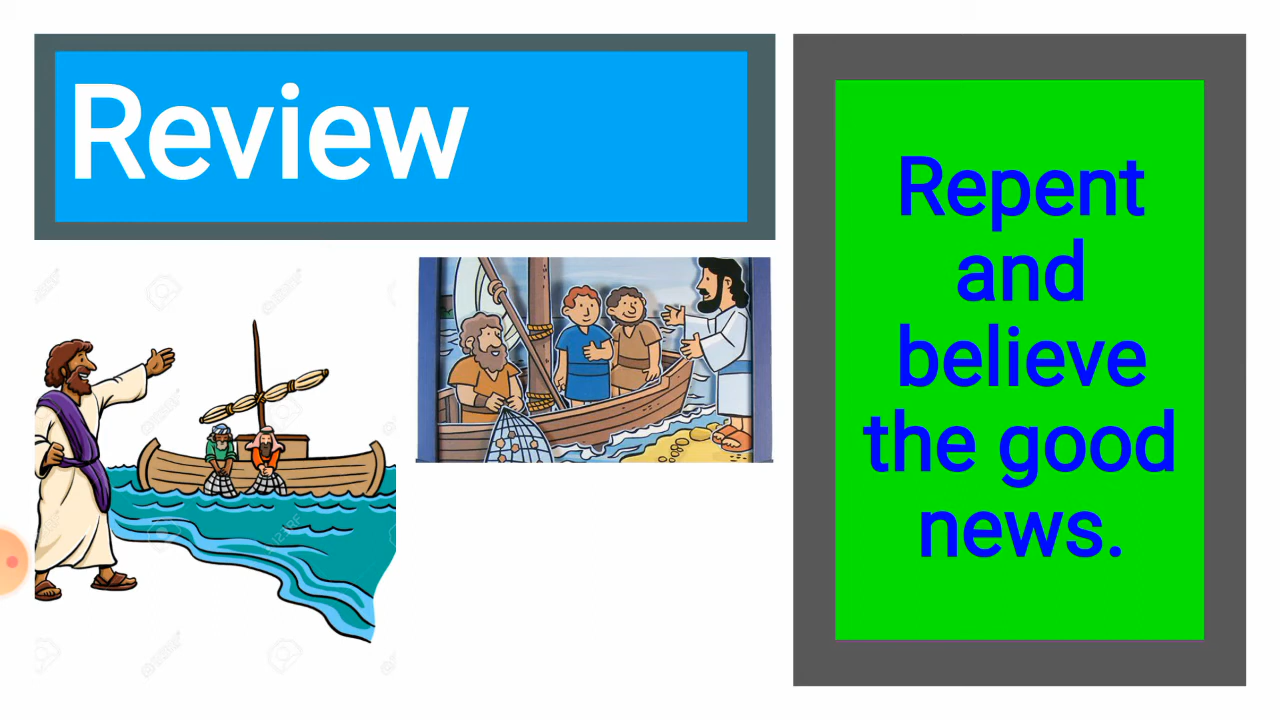 Review
Repent
and
believe
the good
news.